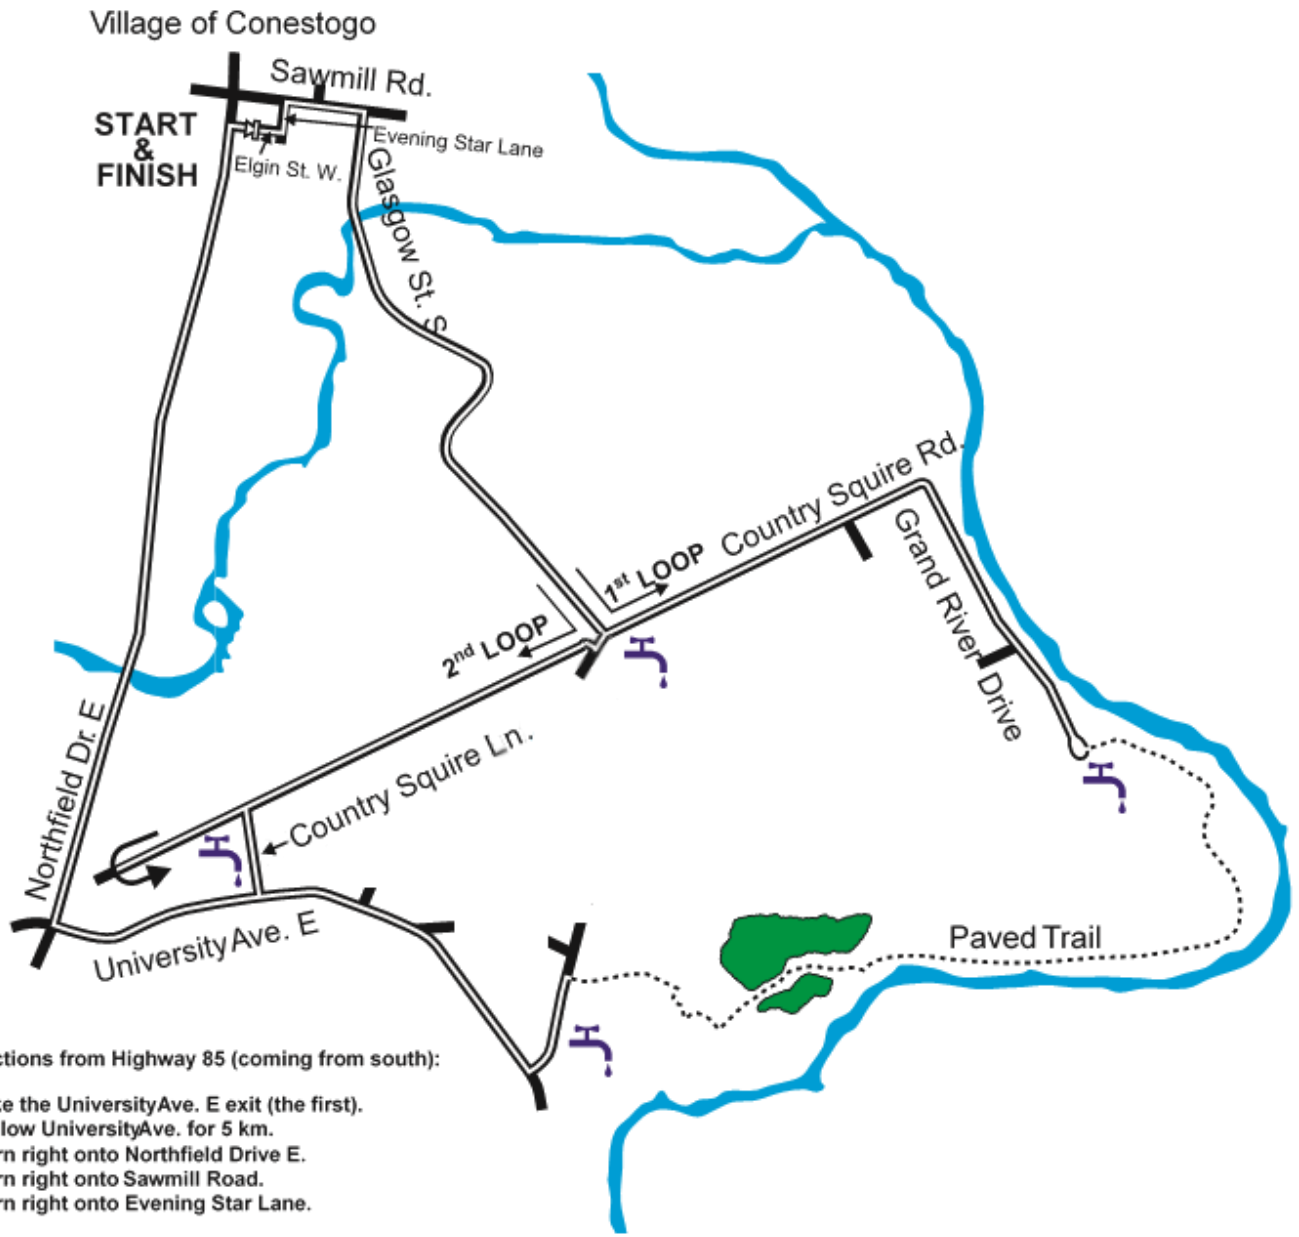 Village of Conestogo
Sawmill Rd.
START
&
FINISH
Evening Star Lane
Elgin St. W.
Glasgow St. S
Country Squire Rd.
1st LOOP
2nd LOOP
Grand River Drive
Country Squire Ln.
Northfield Dr. E
University Ave. E
Paved Trail
ctions from Highway 85 (coming from south):
ke the University Ave. E exit (the first).
llow University Ave. for 5 km.
rn right onto Northfield Drive E.
rn right onto Sawmill Road.
rn right onto Evening Star Lane.